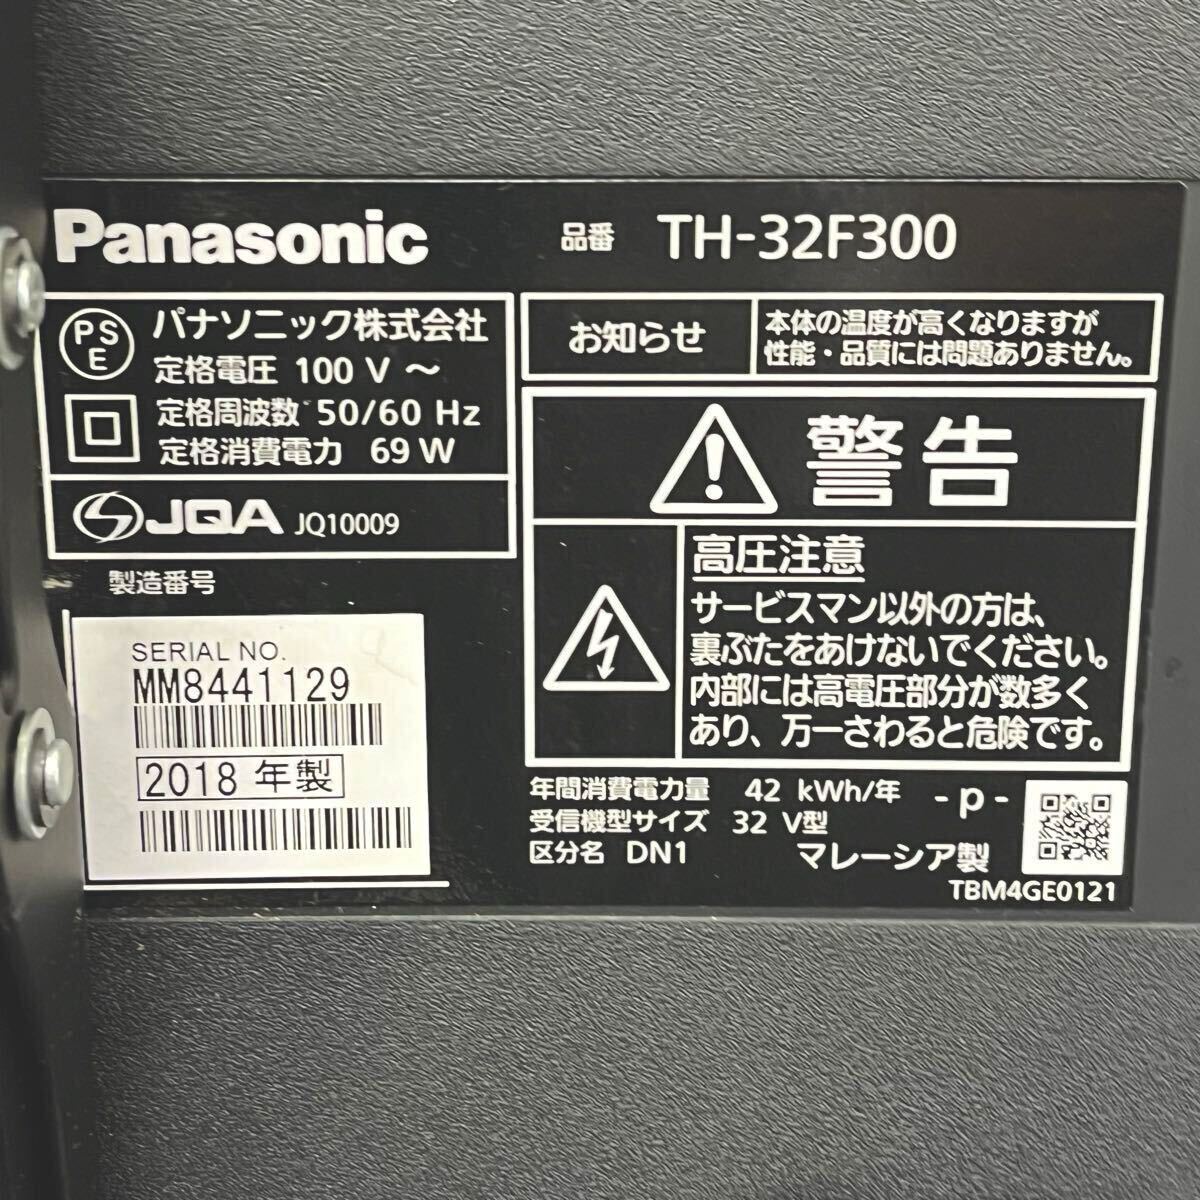 Panasonic
品番 TH-32F300
PS
E
パナソニック株式会社
定格電圧 100 V ～
定格周波数 50/60 Hz
定格消費電力 69 W
JQA JQ10009
製造番号
SERIAL NO.
MM8441129
2018 年製
お知らせ
本体の温度が高くなりますが
性能・品質には問題ありません。
警告
高圧注意
サービスマン以外の方は、
裏ぶたをあけないでください。
内部には高電圧部分が数多く
あり、万一さわると危険です。
年間消費電力量 42 kWh/年 - p -
受信機型サイズ 32 V型
区分名 DN1 マレーシア製
TBM4GE0121